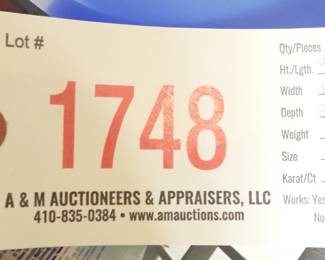 Lot #
1748
A & M AUCTIONEERS & APPRAISERS, LLC
410-835-0384 • www.amauctions.com
Qty/Pieces
Ht./Lgth.
Width
Depth
Weight
Size
Karat/Ct
Works: Yes
No